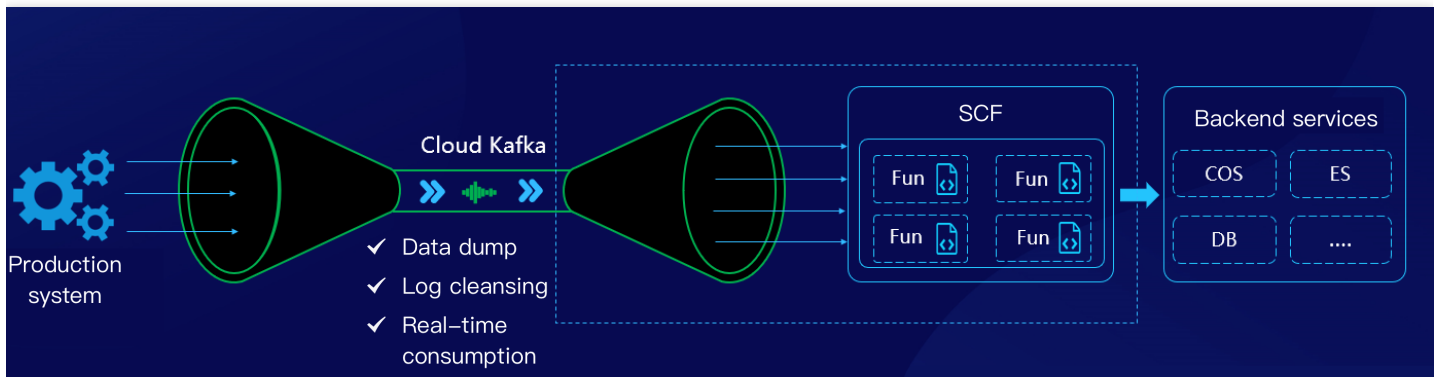 Production
system
Cloud Kafka
Data dump
Log cleansing
Real-time
consumption
SCF
Fun
Fun
Fun
Fun
Backend services
COS
ES
DB
....